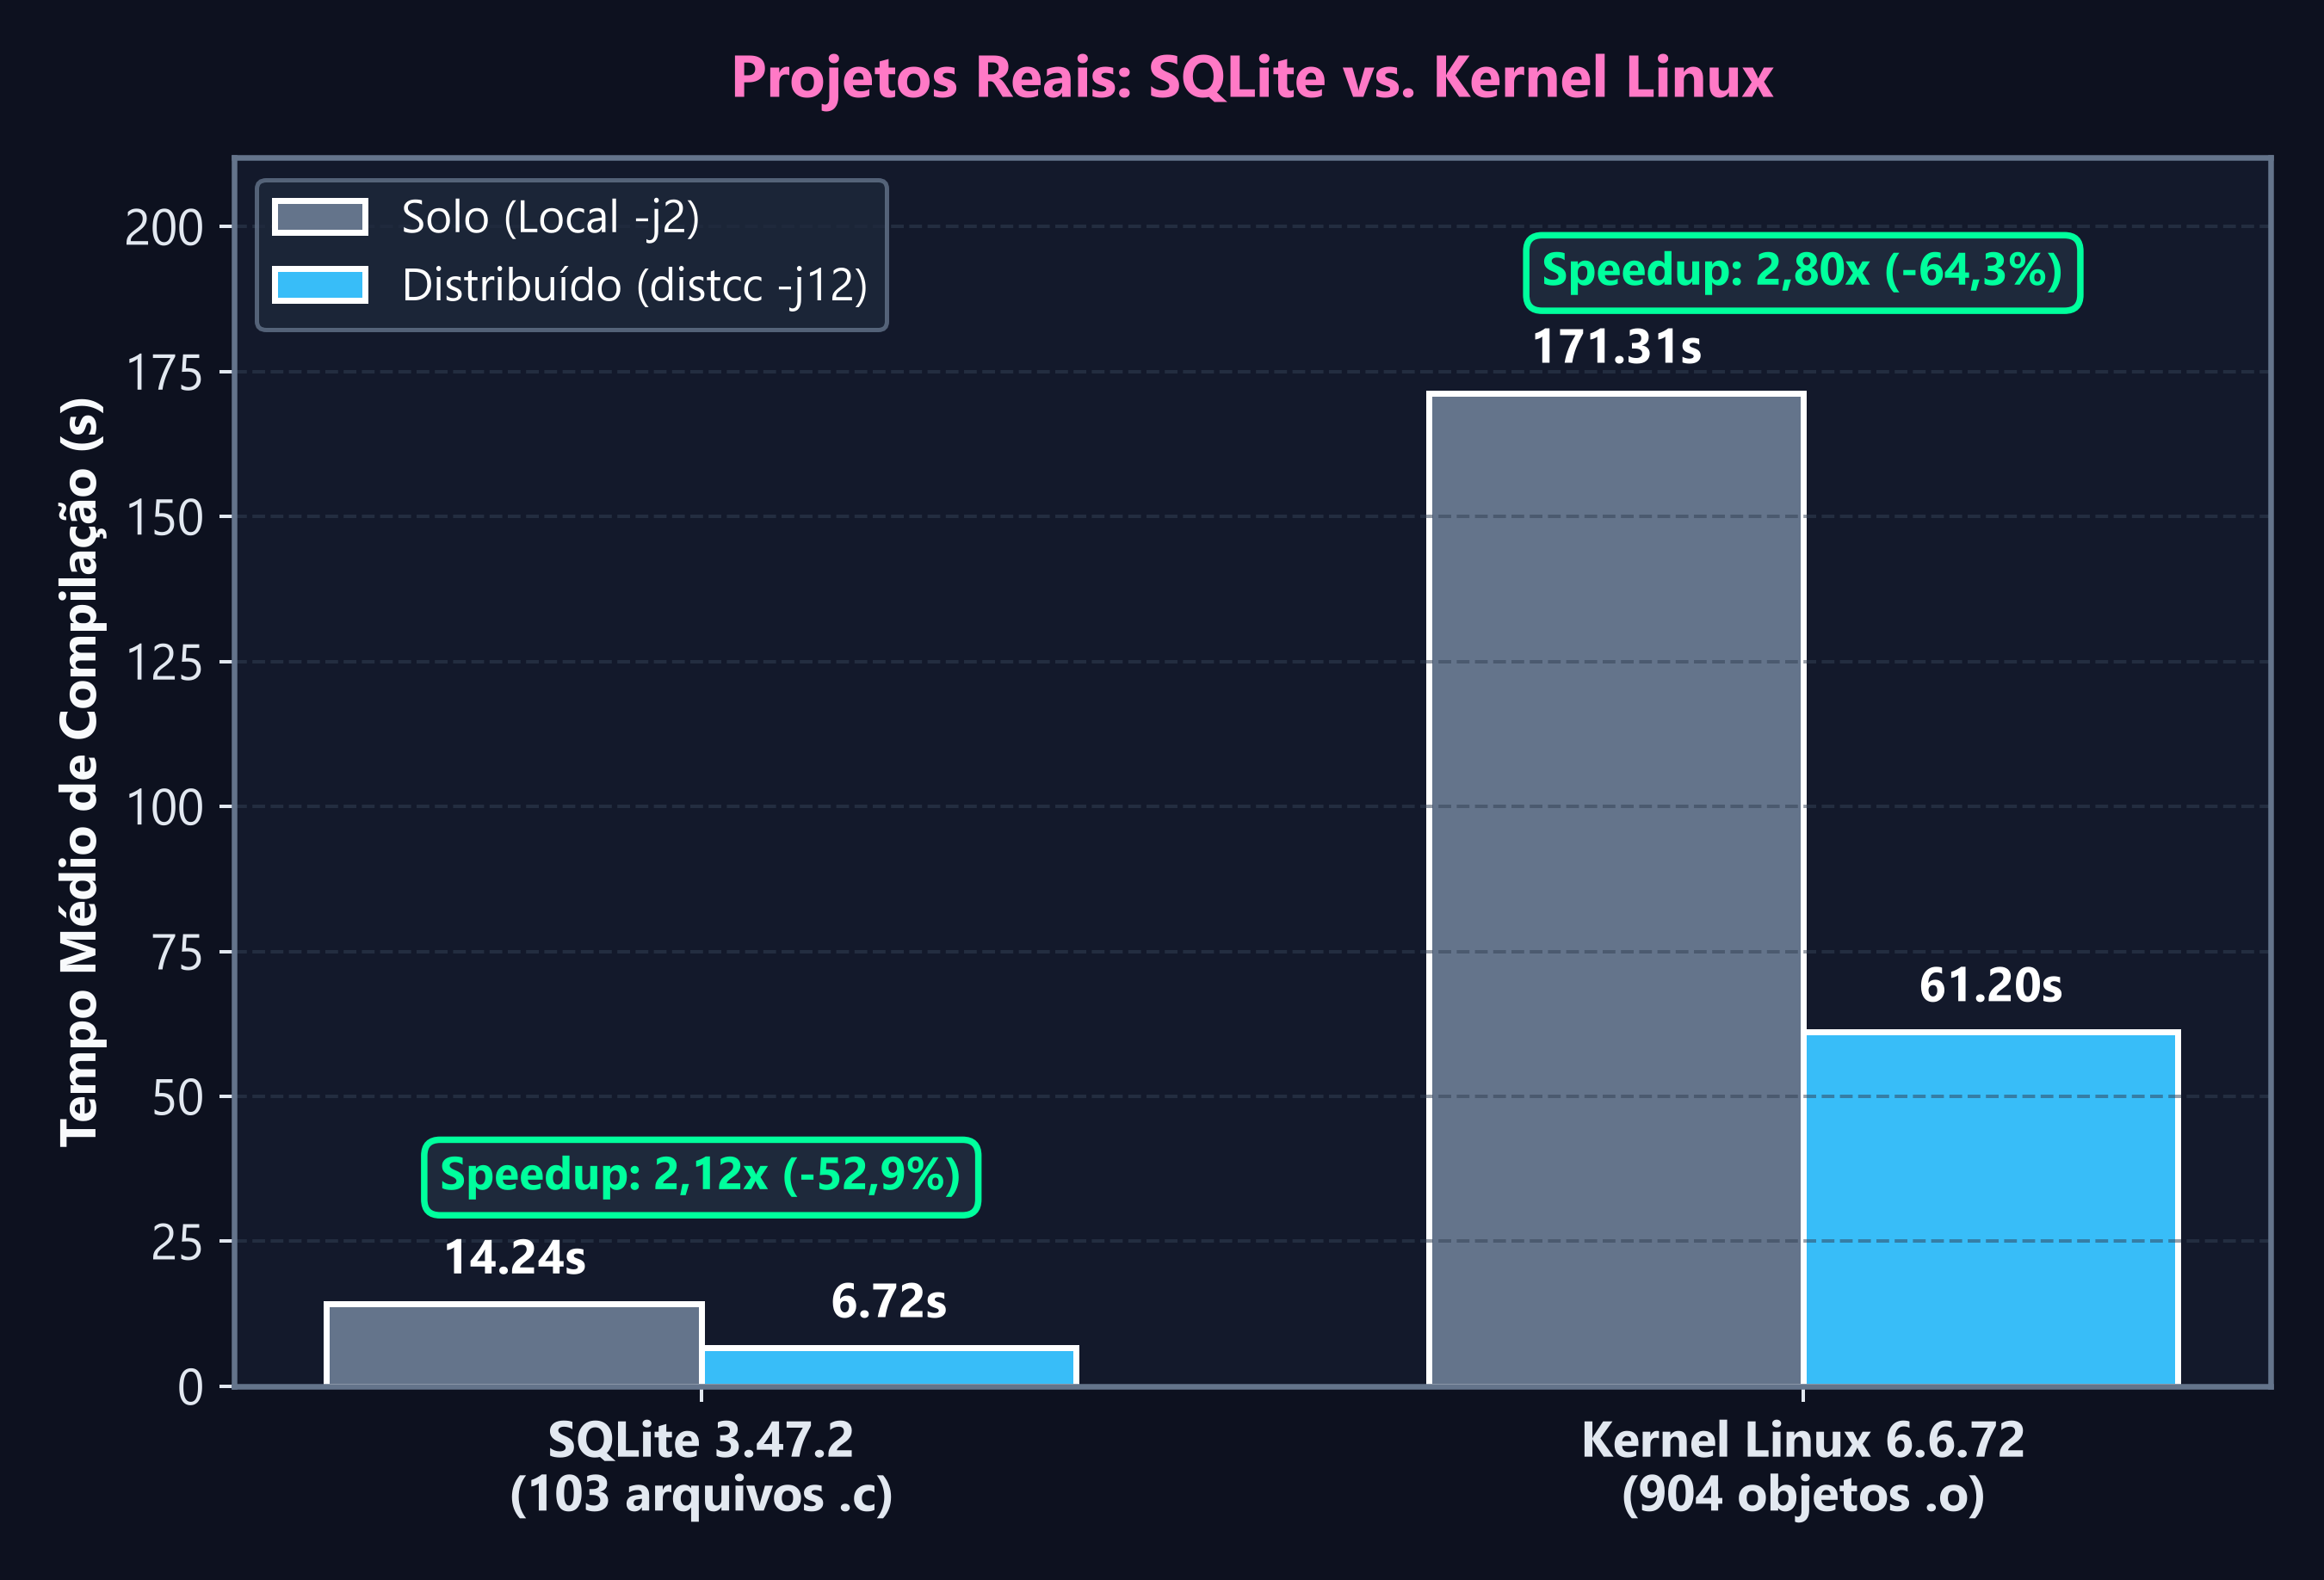 Projetos Reais: SQLite vs. Kernel Linux
Solo (Local -j2)
Distribuído (distcc -j12)
Tempo Médio de Compilação (s)
200
175
150
125
100
75
50
25
0
Speedup: 2,80x (-64,3%)
171.31s
61.20s
Speedup: 2,12x (-52,9%)
14.24s
6.72s
SQLite 3.47.2
(103 arquivos .c)
Kernel Linux 6.6.72
(904 objetos .o)